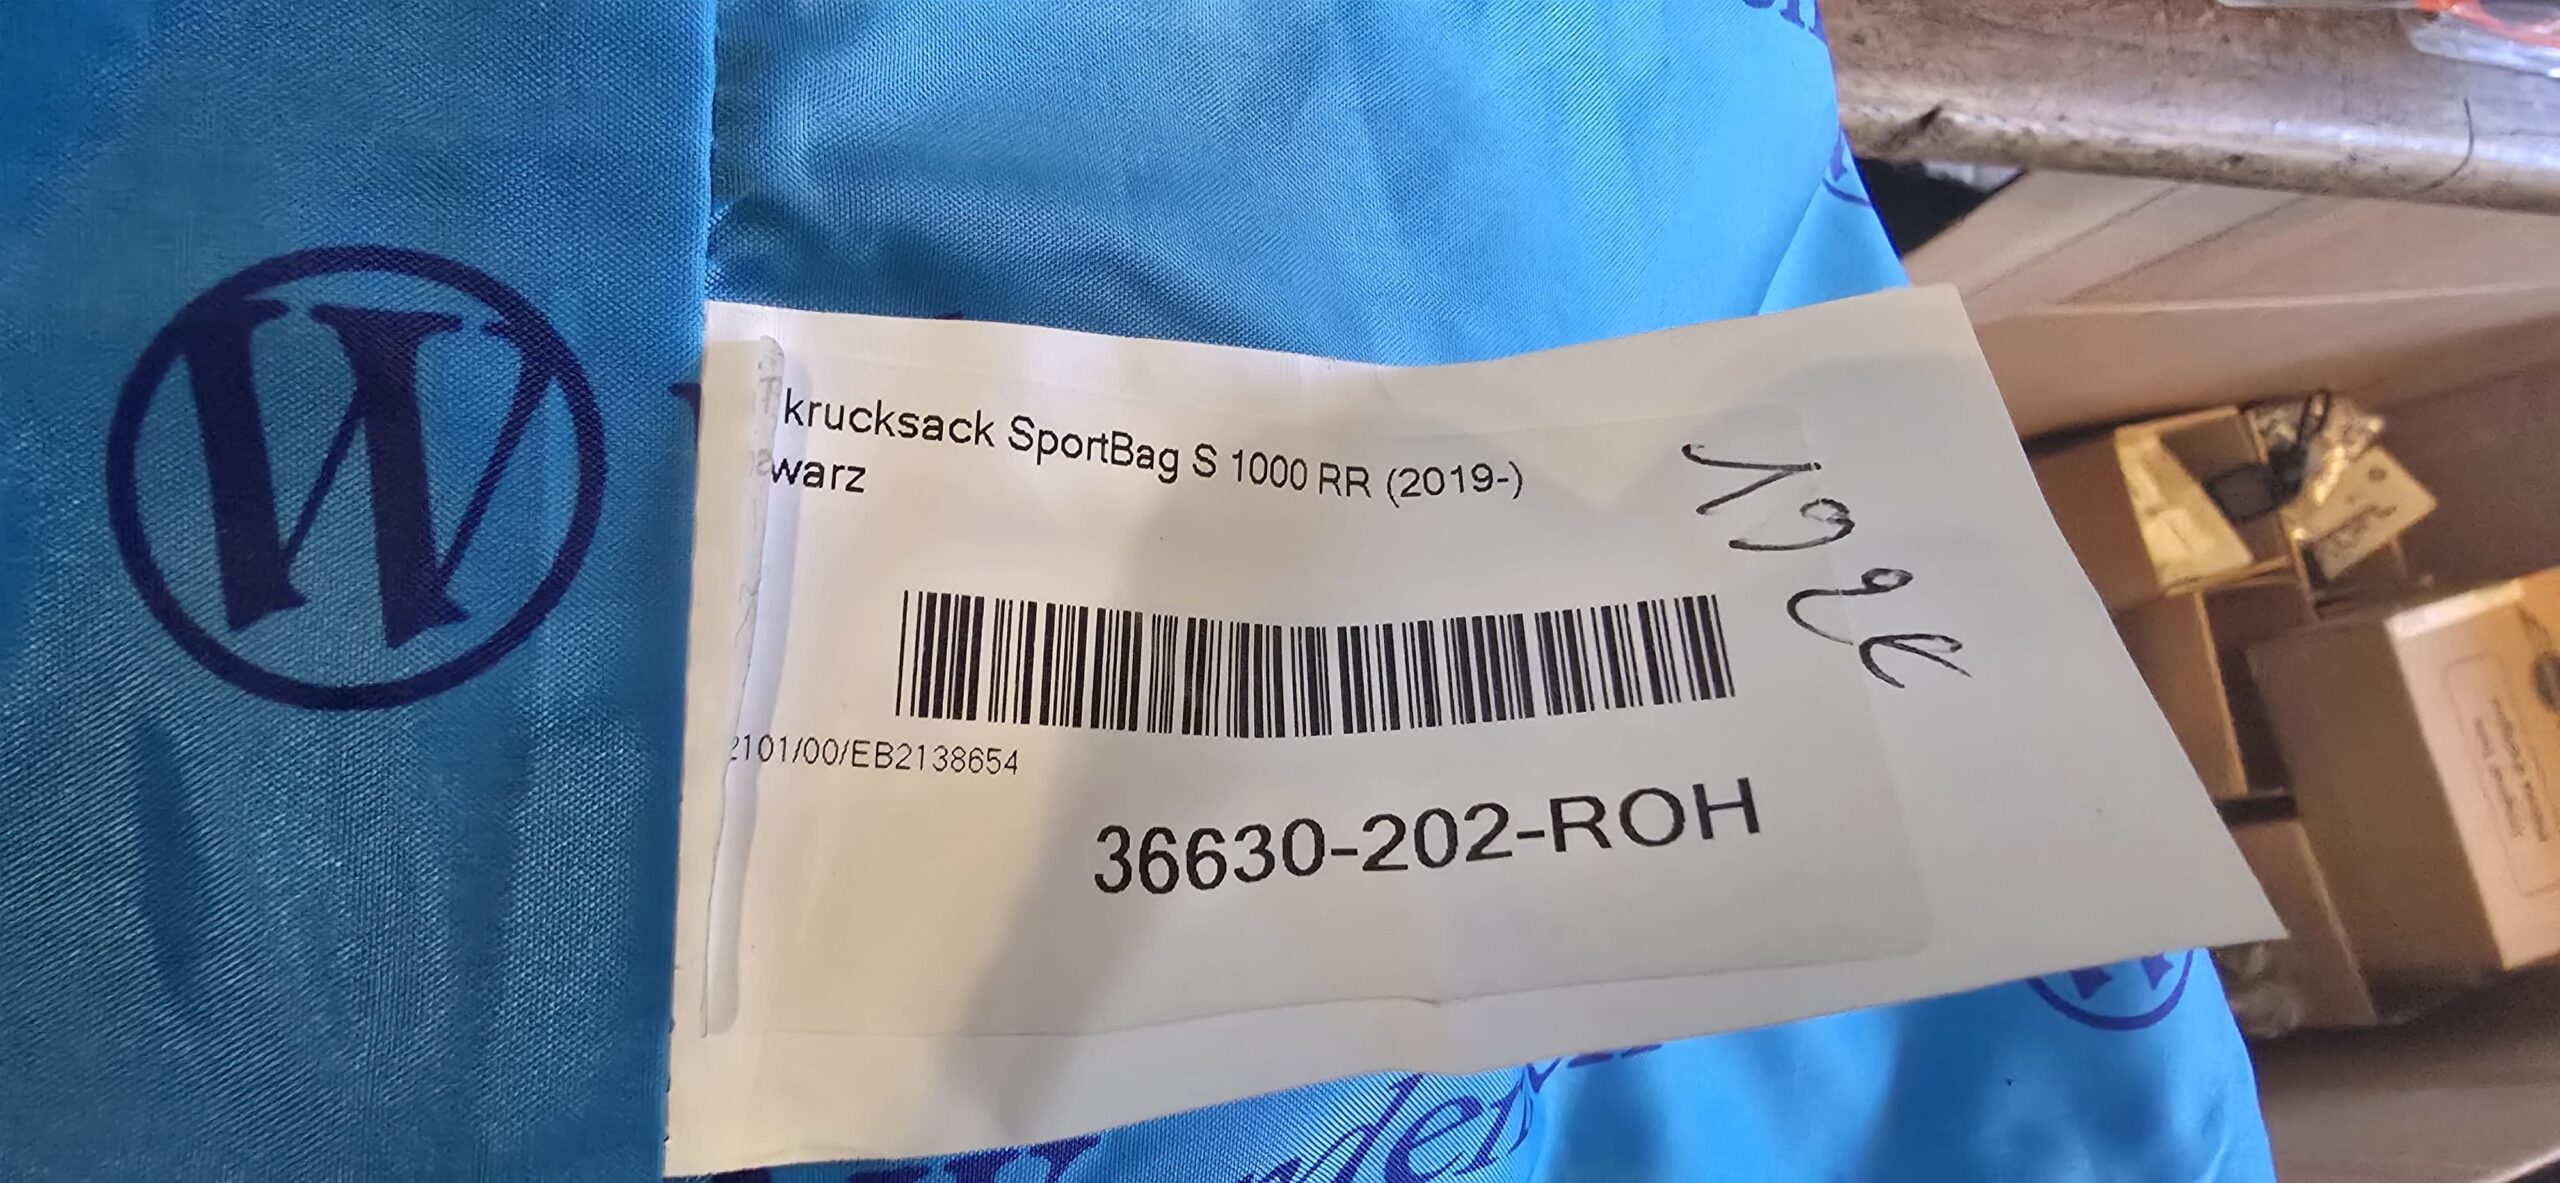 W
krucksack SportBag S 1000 RR (2019-)
warz
2101/00/EB2138654
36630-202-ROH